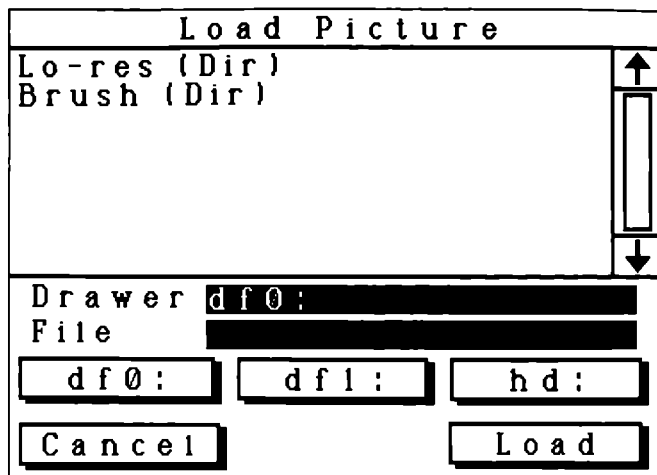 Load Picture
Lo-res (Dir)
Brush (Dir)
Drawer df0:
File
df0: df1: hd:
Cancel Load